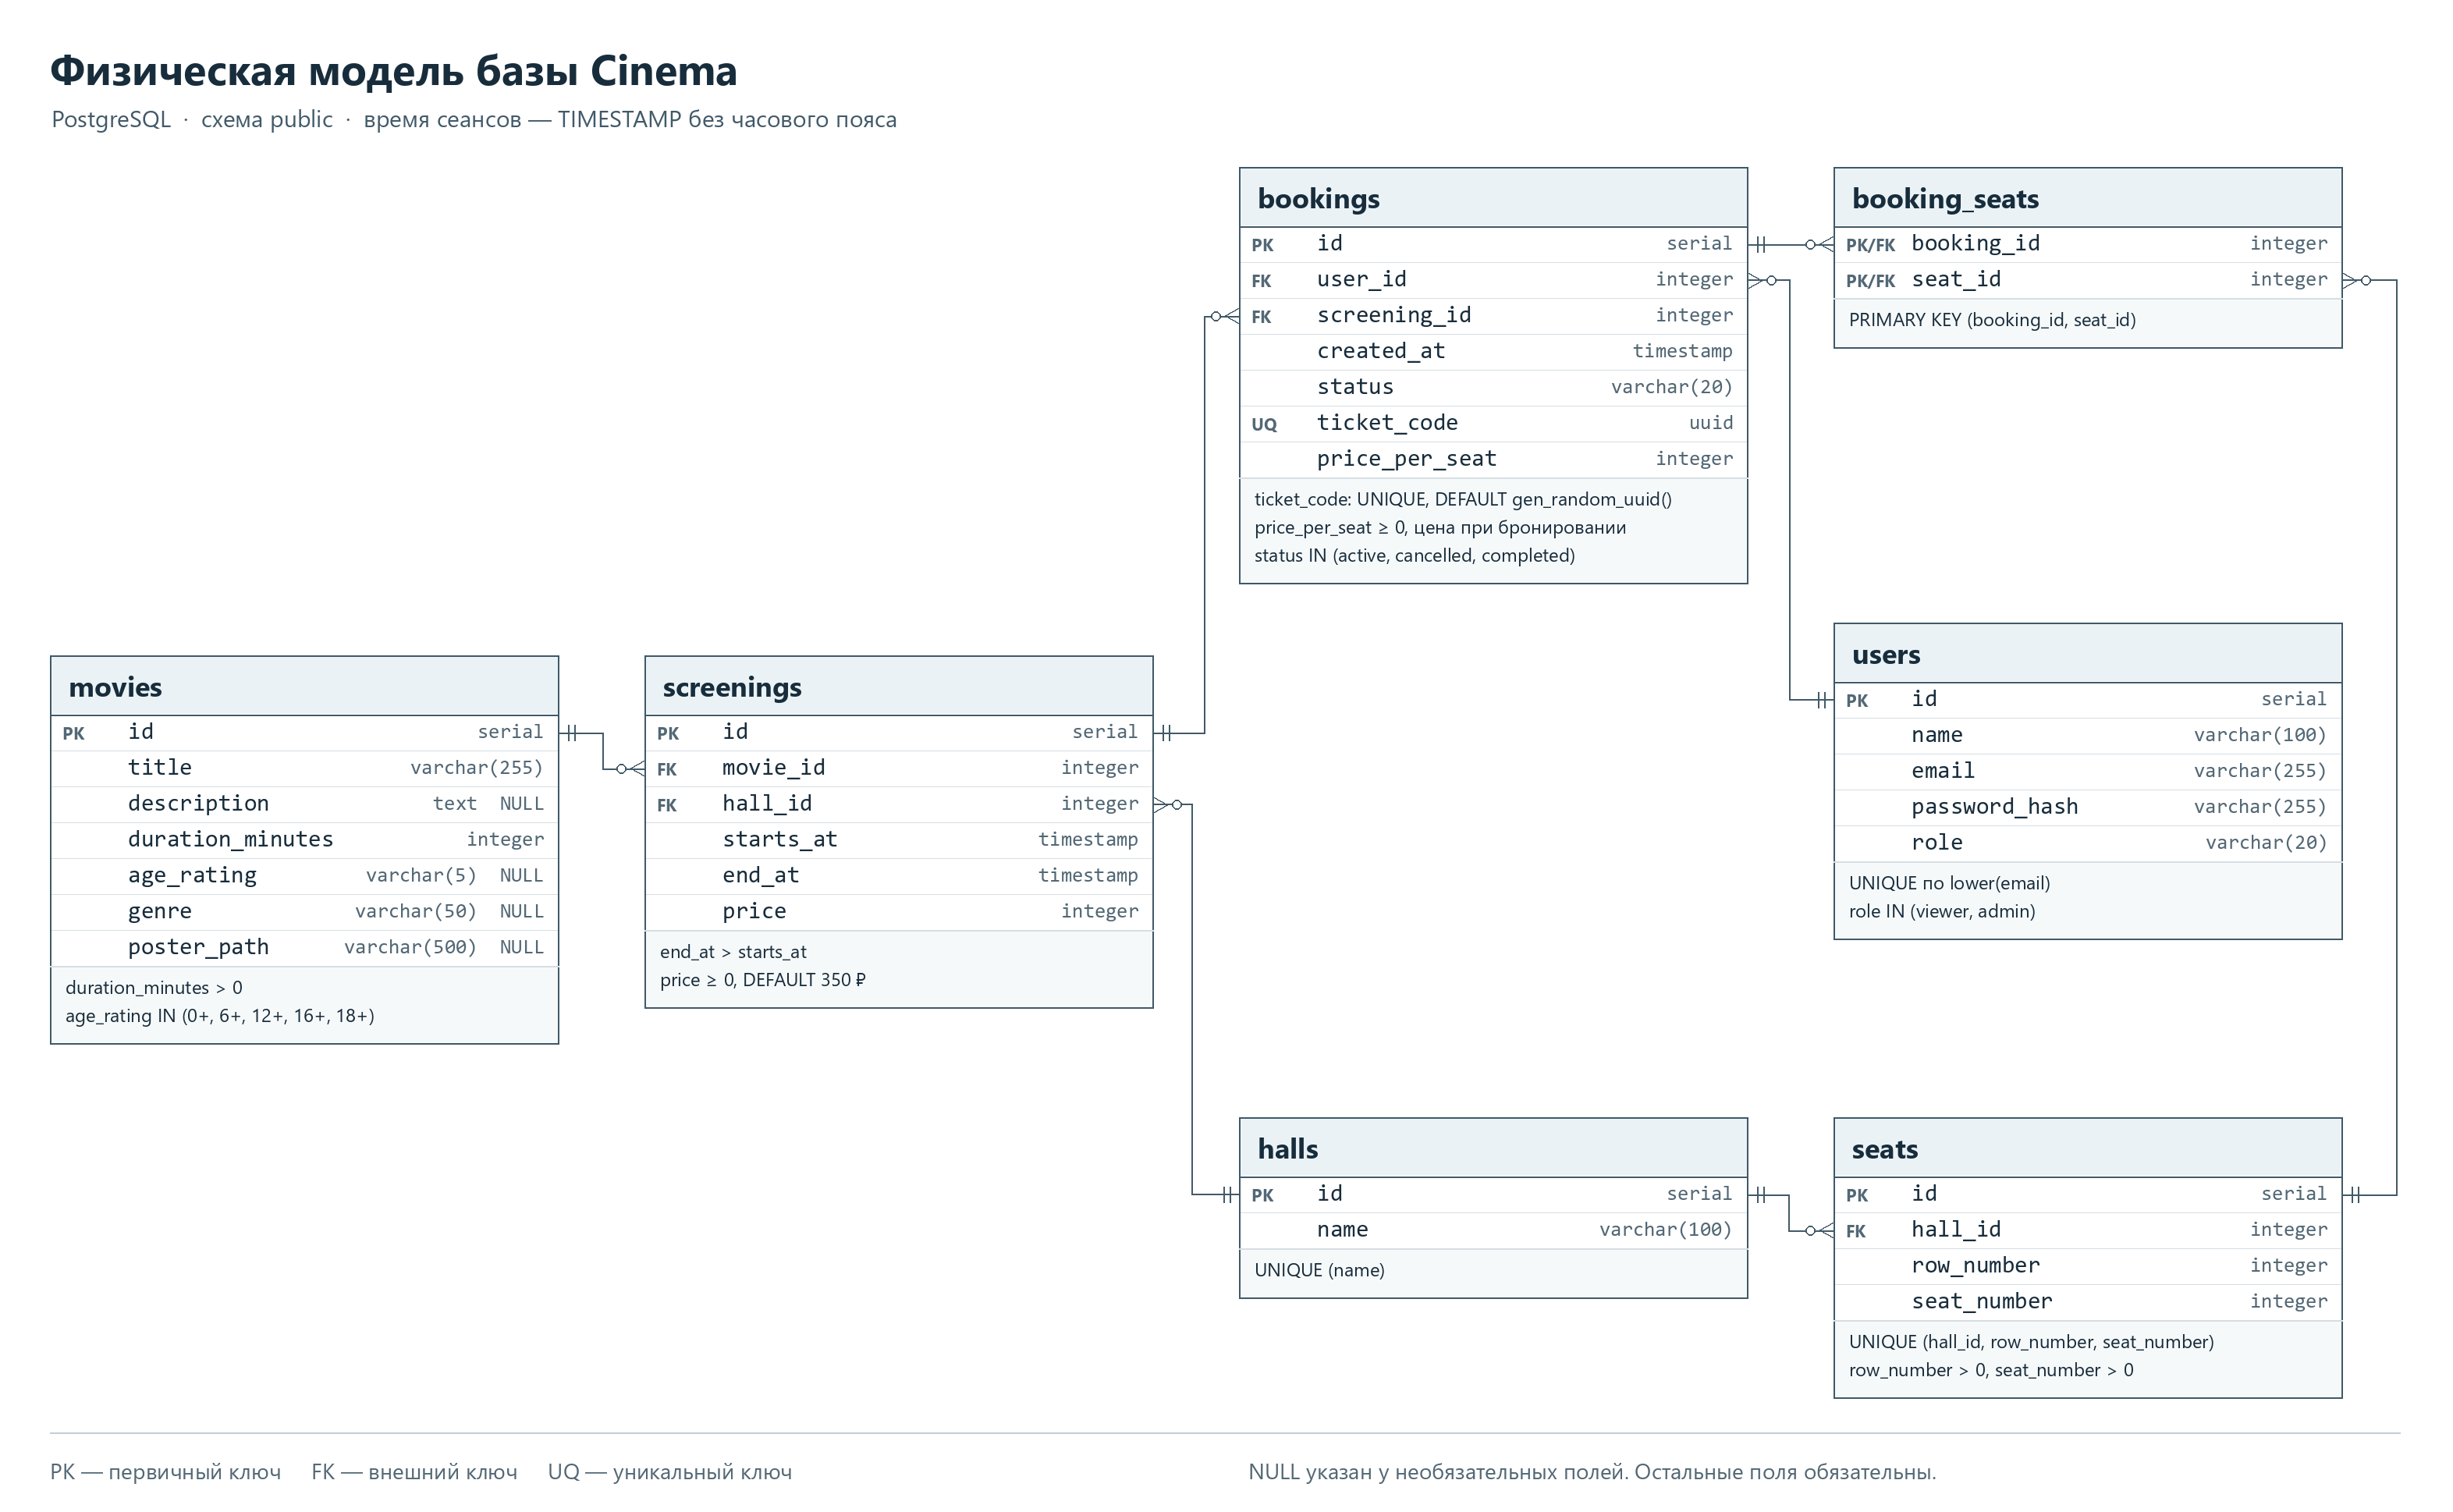 Физическая модель базы Cinema
PostgreSQL · схема public · время сеансов — TIMESTAMP без часового пояса
bookings
PK id serial
FK user_id integer
FK screening_id integer
created_at timestamp
status varchar(20)
UQ ticket_code uuid
price_per_seat integer
ticket_code: UNIQUE, DEFAULT gen_random_uuid()
price_per_seat ≥ 0, цена при бронировании
status IN (active, cancelled, completed)
booking_seats
PK/FK booking_id integer
PK/FK seat_id integer
PRIMARY KEY (booking_id, seat_id)
movies
PK id serial
title varchar(255)
description text NULL
duration_minutes integer
age_rating varchar(5) NULL
genre varchar(50) NULL
poster_path varchar(500) NULL
duration_minutes > 0
age_rating IN (0+, 6+, 12+, 16+, 18+)
screenings
PK id serial
FK movie_id integer
FK hall_id integer
starts_at timestamp
end_at timestamp
price integer
end_at > starts_at
price ≥ 0, DEFAULT 350 ₽
users
PK id serial
name varchar(100)
email varchar(255)
password_hash varchar(255)
role varchar(20)
UNIQUE по lower(email)
role IN (viewer, admin)
halls
PK id serial
name varchar(100)
UNIQUE (name)
seats
PK id serial
FK hall_id integer
row_number integer
seat_number integer
UNIQUE (hall_id, row_number, seat_number)
row_number > 0, seat_number > 0
PK — первичный ключ FK — внешний ключ UQ — уникальный ключ
NULL указан у необязательных полей. Остальные поля обязательны.